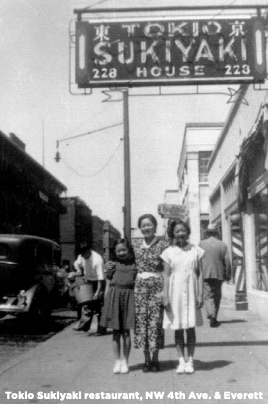 東 TOKIO 京
SUKIYAKI
228 HOUSE 228
Tokio Sukiyaki restaurant, NW 4th Ave. & Everett